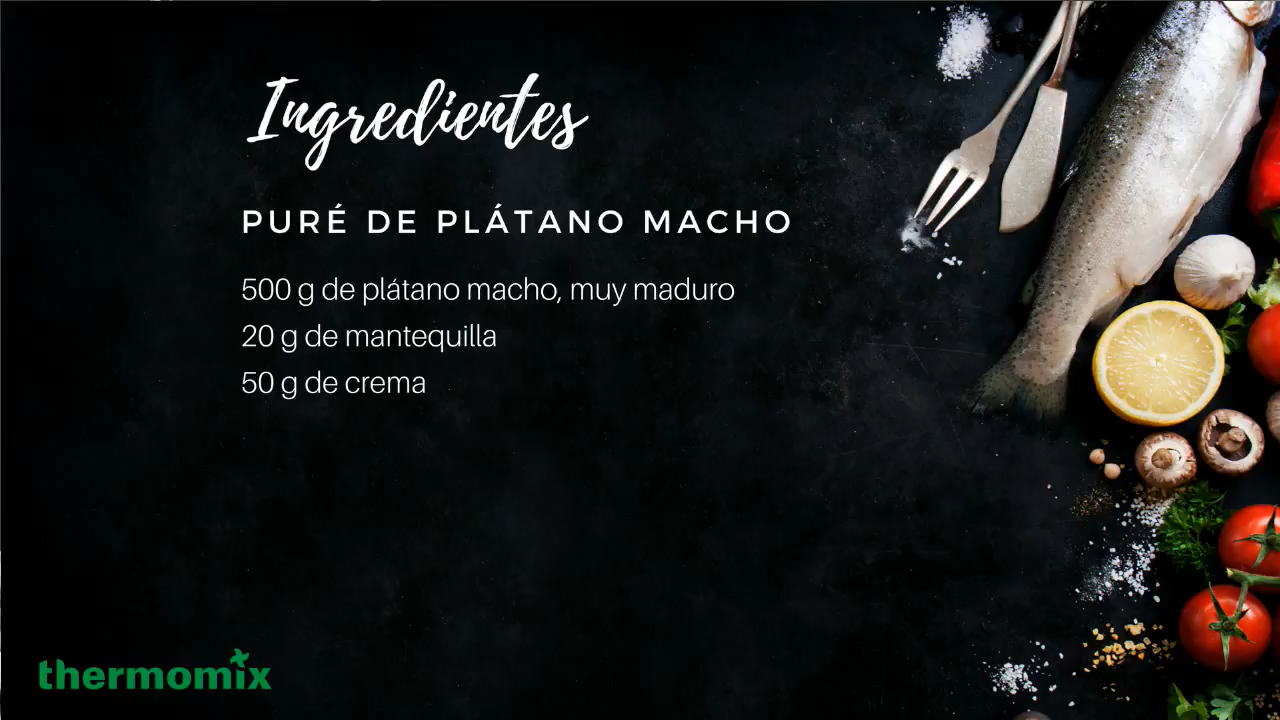 Ingredientes
PURÉ DE PLÁTANO MACHO
500 g de plátano macho, muy maduro
20 g de mantequilla
50 g de crema
thermomix